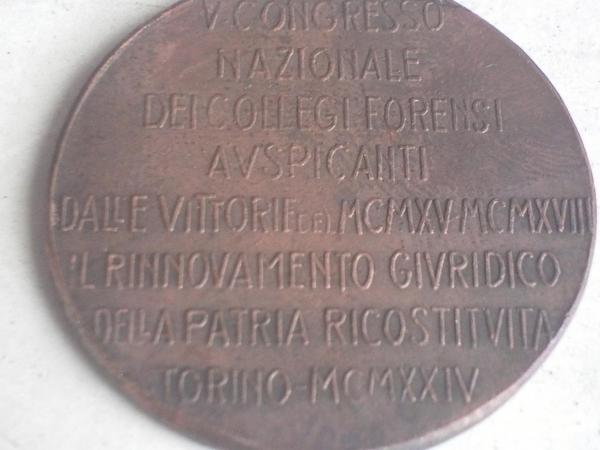 V CONGRESSO
NAZIONALE
DEI COLLEGI FORENSI
AVSPICANTI
DALLE VITTORIE DEL MCMXV-MCMXVIII
IL RINNOVAMENTO GIVRIDICO
DELLA PATRIA RICOSTITVITA
TORINO-MCMXXIV